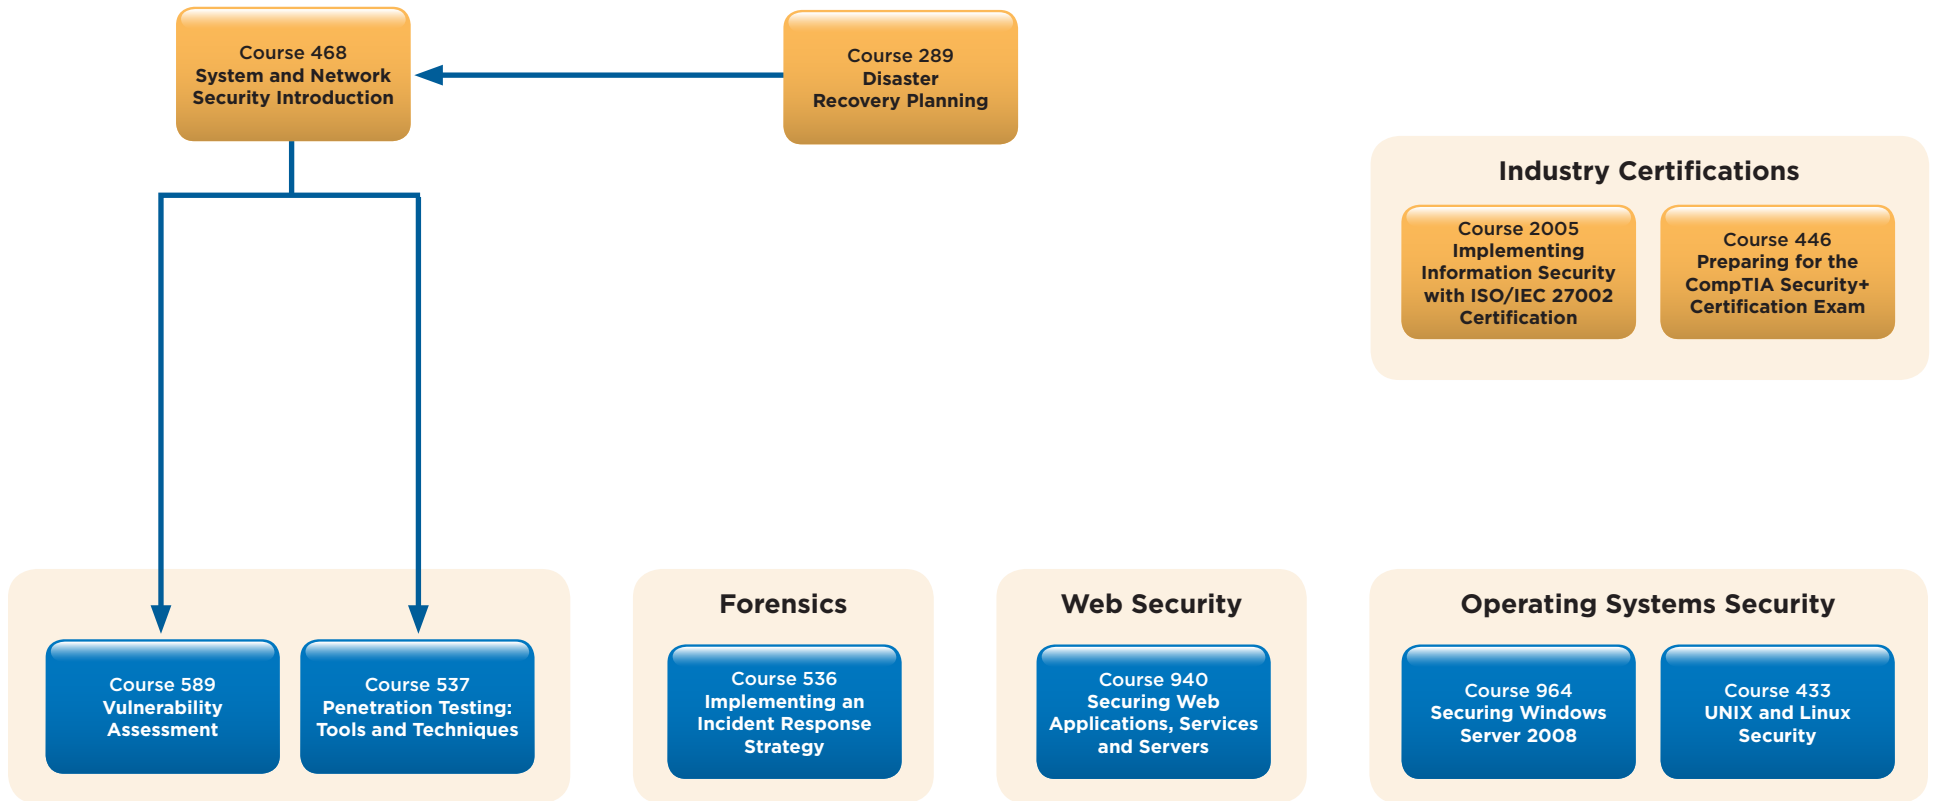 Course 468
System and Network
Security Introduction
Course 289
Disaster
Recovery Planning
Industry Certifications
Course 2005
Implementing
Information Security
with ISO/IEC 27002
Certification
Course 446
Preparing for the
CompTIA Security+
Certification Exam
Course 589
Vulnerability
Assessment
Course 537
Penetration Testing:
Tools and Techniques
Forensics
Course 536
Implementing an
Incident Response
Strategy
Web Security
Course 940
Securing Web
Applications, Services
and Servers
Operating Systems Security
Course 964
Securing Windows
Server 2008
Course 433
UNIX and Linux
Security